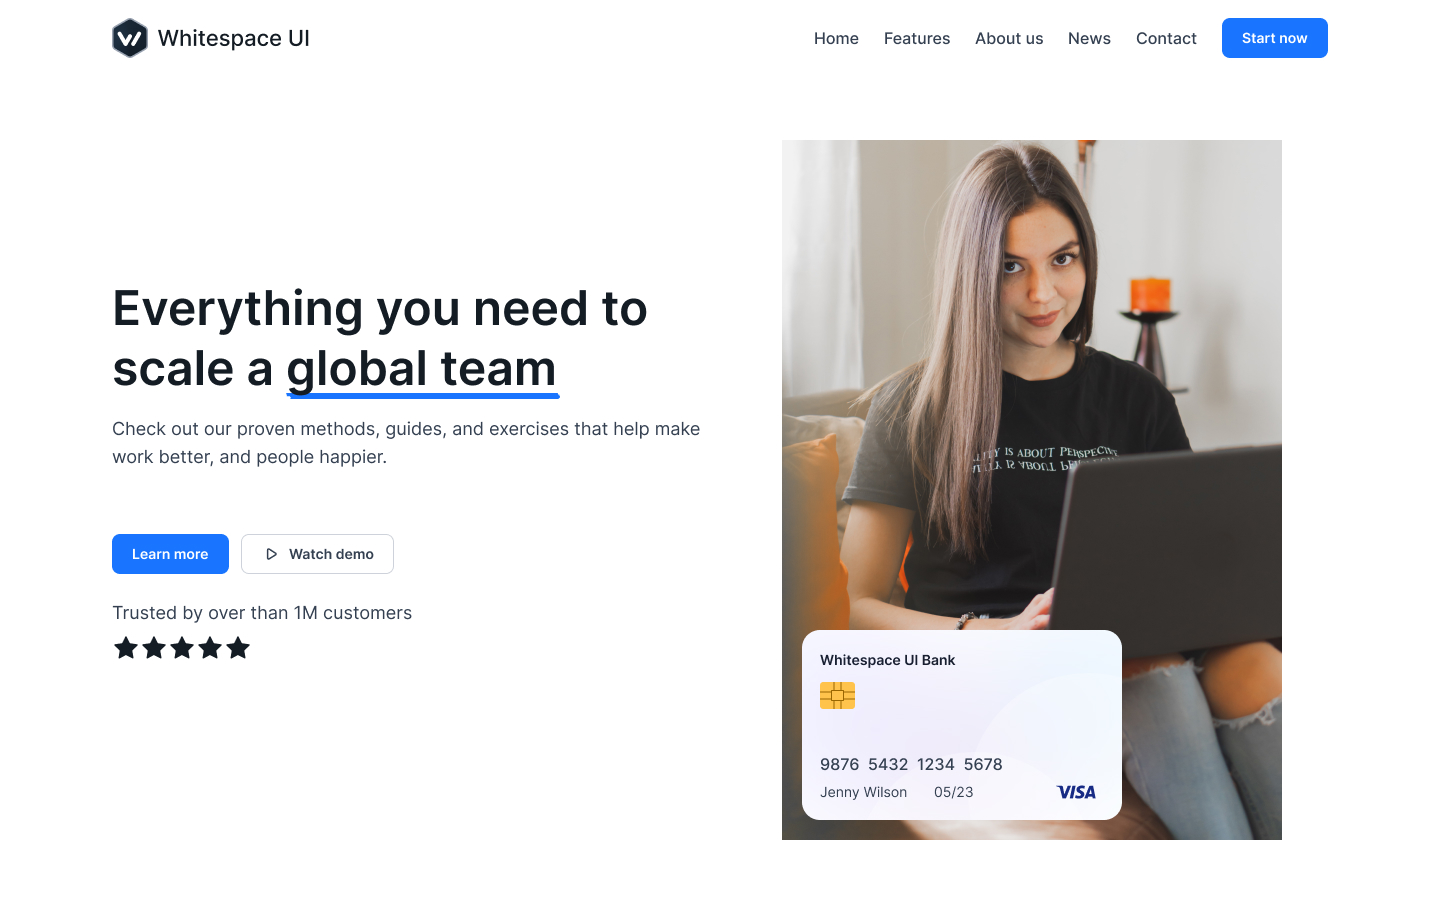 Whitespace UI
Home Features About us News Contact Start now
Everything you need to
scale a global team
Check out our proven methods, guides, and exercises that help make
work better, and people happier.
Learn more Watch demo
Trusted by over than 1M customers
IS ABOUT PERSPECTIVE
Whitespace UI Bank
9876 5432 1234 5678
Jenny Wilson 05/23
VISA